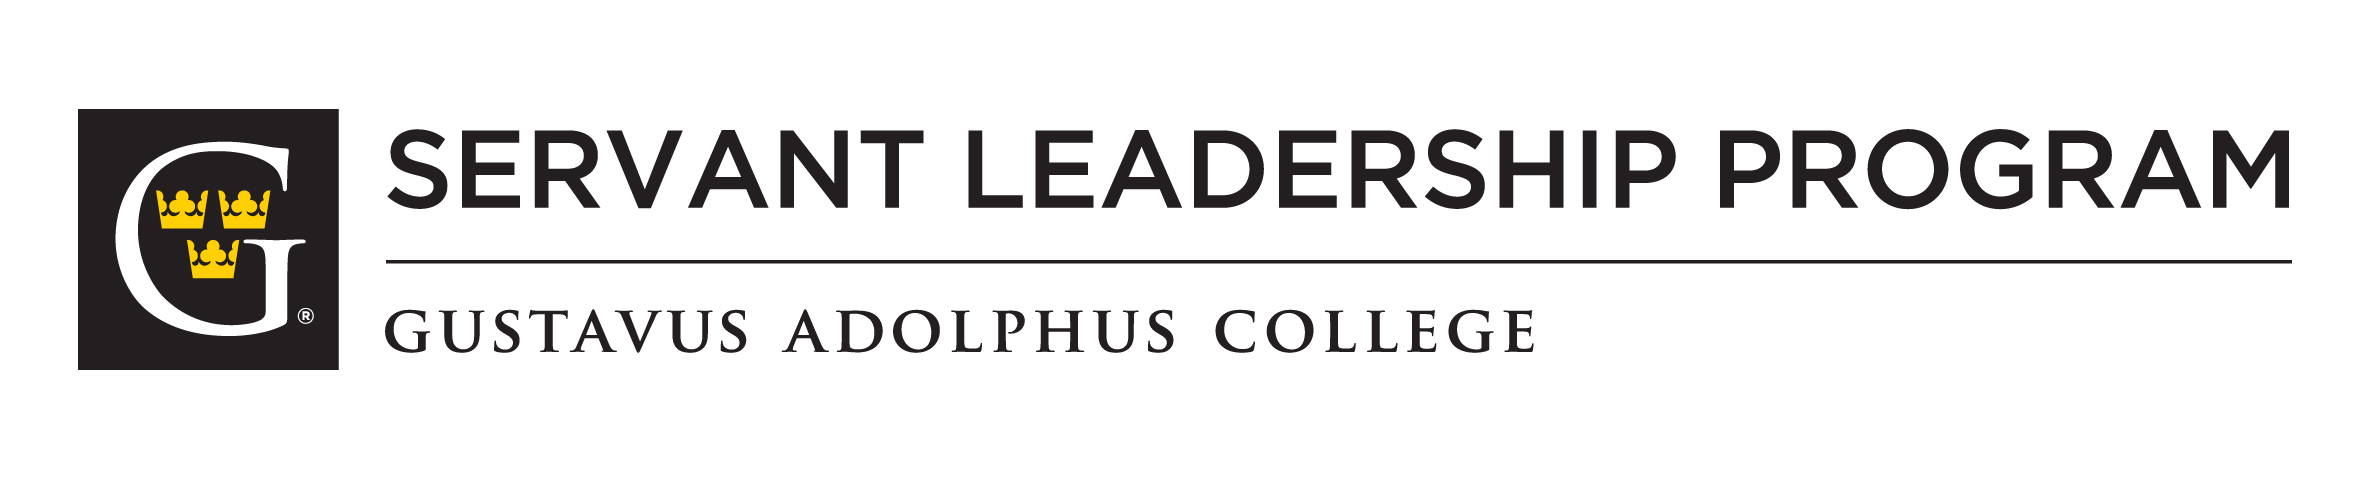 G®
SERVANT LEADERSHIP PROGRAM
GUSTAVUS ADOLPHUS COLLEGE